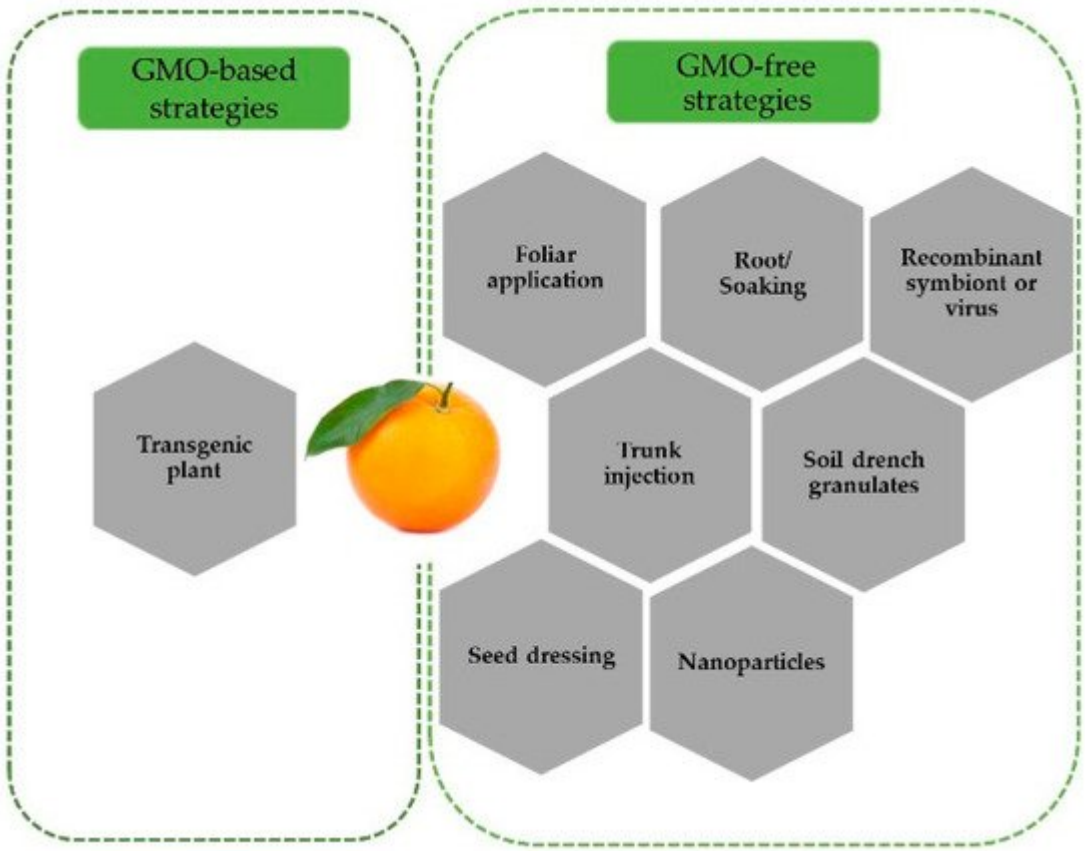 GMO-based
strategies
GMO-free
strategies
Foliar
application
Root/
Soaking
Recombinant
symbiont or
virus
Transgenic
plant
Trunk
injection
Soil drench
granulates
Seed dressing
Nanoparticles